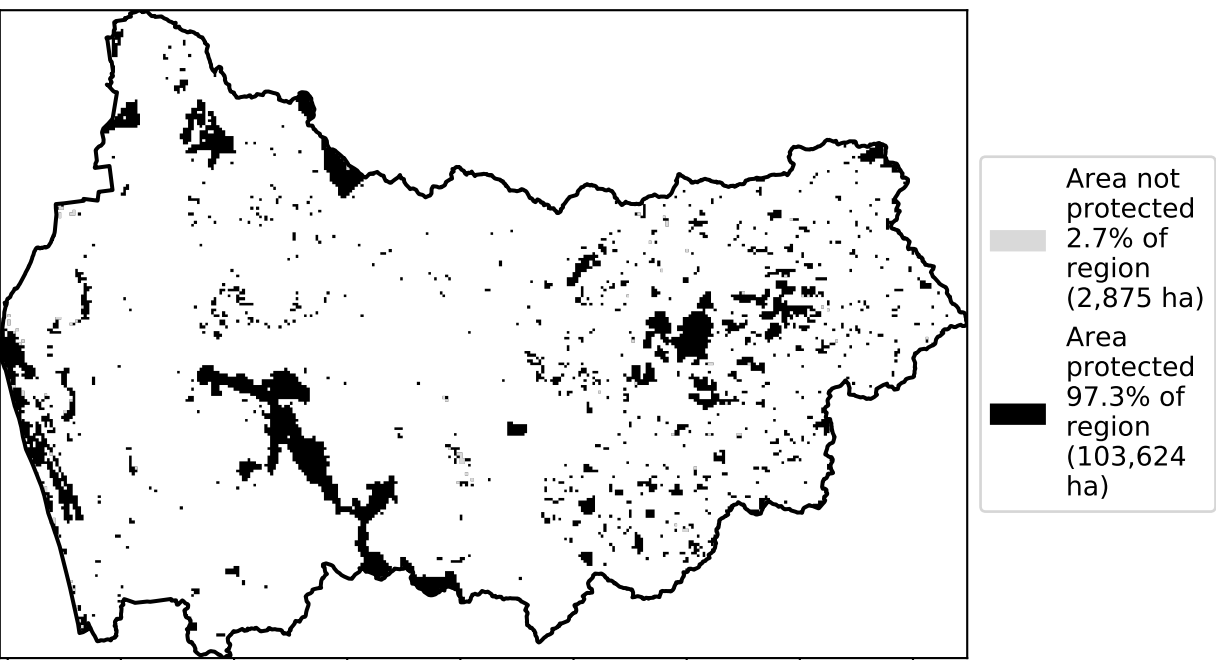 Area not
protected
2.7% of
region
(2,875 ha)
Area
protected
97.3% of
region
(103,624
ha)